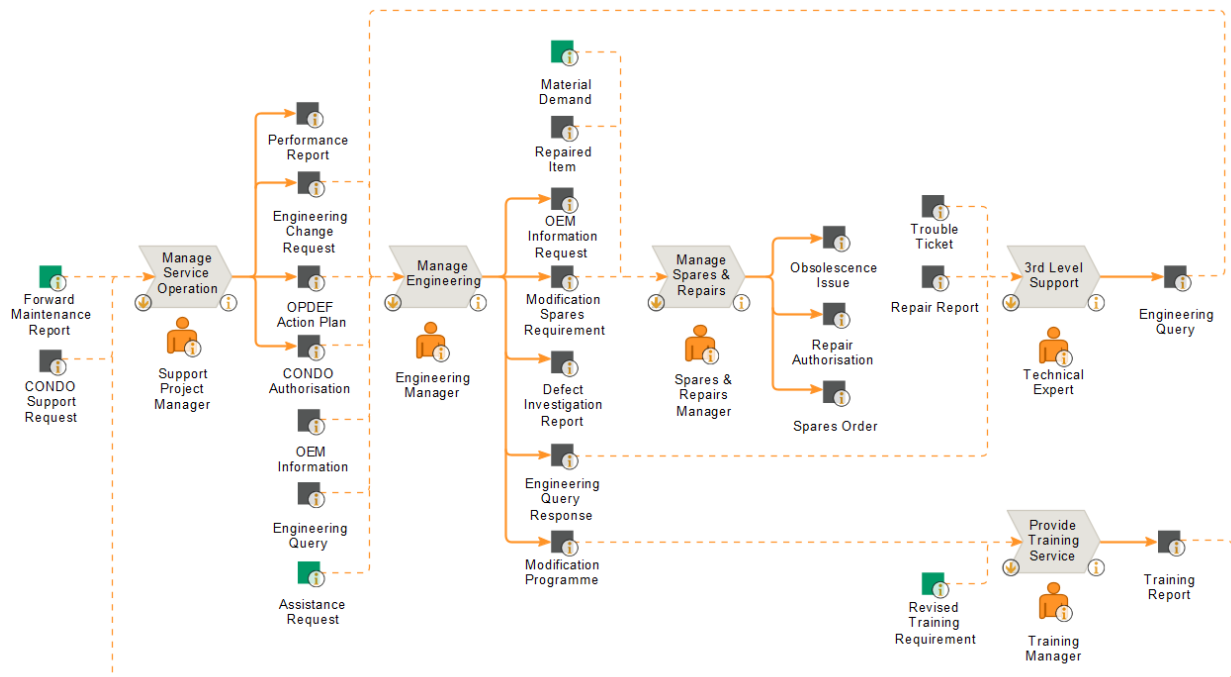 Material
Demand
Performance
Report
Repaired
Item
Engineering
Change
Request
OEM
Information
Request
Trouble
Ticket
Forward
Maintenance
Report
Manage
Service
Operation
OPDEF
Action Plan
Manage
Engineering
Modification
Spares
Requirement
Manage
Spares &
Repairs
Obsolescence
Issue
Repair Report
3rd Level
Support
Engineering
Query
CONDO
Support
Request
Support
Project
Manager
CONDO
Authorisation
Engineering
Manager
Defect
Investigation
Report
Spares &
Repairs
Manager
Repair
Authorisation
Spares Order
Technical
Expert
OEM
Information
Engineering
Query
Engineering
Query
Response
Assistance
Request
Modification
Programme
Revised
Training
Requirement
Provide
Training
Service
Training
Manager
Training
Report